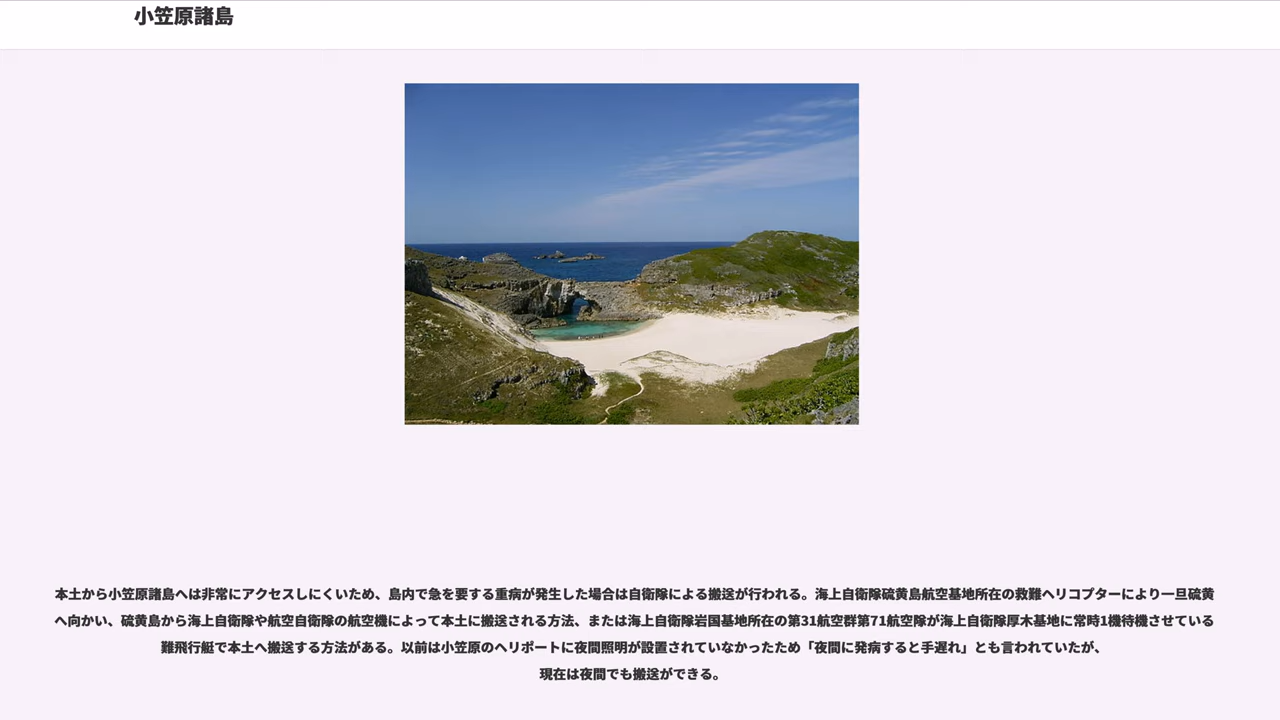 小笠原諸島
本土から小笠原諸島へは非常にアクセスしにくいため、島内で急を要する重病が発生した場合は自衛隊による搬送が行われる。海上自衛隊硫黄島航空基地所在の救難ヘリコプターにより一旦硫黄
へ向かい、硫黄島から海上自衛隊や航空自衛隊の航空機によって本土に搬送される方法、または海上自衛隊岩国基地所在の第31航空群第71航空隊が海上自衛隊厚木基地に常時1機待機させている
難飛行艇で本土へ搬送する方法がある。以前は小笠原のヘリポートに夜間照明が設置されていなかったため「夜間に発病すると手遅れ」とも言われていたが、
現在は夜間でも搬送ができる。